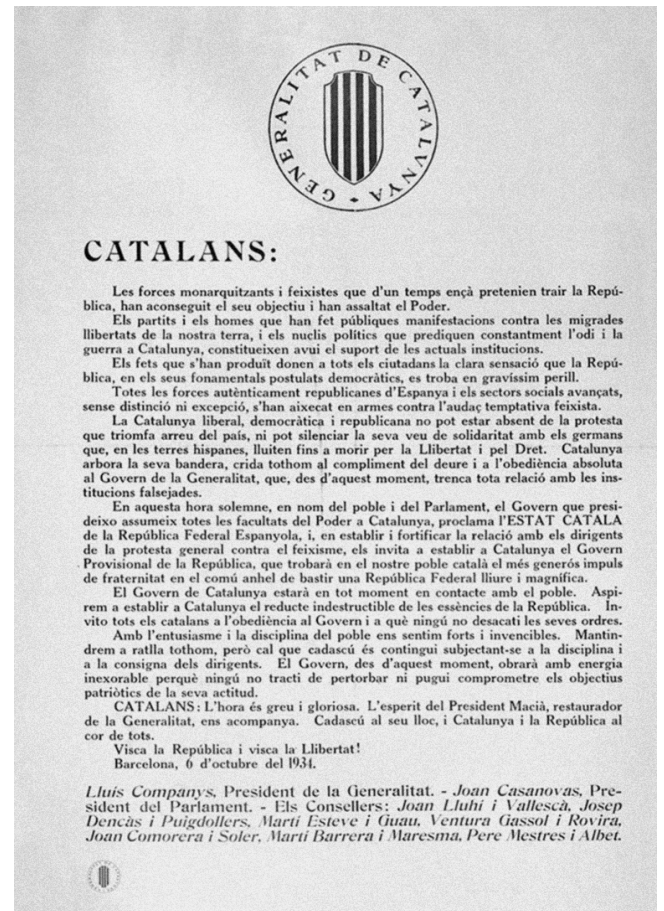 GENERALITAT DE CATALUNYA
CATALANS:
Les forces monarquitzants i feixistes que d'un temps ençà pretenien trair la Repú-
blica, han aconseguit el seu objectiu i han assaltat el Poder.
Els partits i els homes que han fet públiques manifestacions contra les migrades
llibertats de la nostra terra, i els nuclis polítics que prediquen constantment l'odi i la
guerra a Catalunya, constitueixen avui el suport de les actuals institucions.
Els fets que s'han produït donen a tots els ciutadans la clara sensació que la Repú-
blica, en els seus fonamentals postulats democràtics, es troba en gravíssim perill.
Totes les forces autènticament republicanes d'Espanya i els sectors socials avançats,
sense distinció ni excepció, s'han aixecat en armes contra l'audaç temptativa feixista.
La Catalunya liberal, democràtica i republicana no pot estar absent de la protesta
que triomfa arreu del país, ni pot silenciar la seva veu de solidaritat amb els germans
que, en les terres hispanes, lluiten fins a morir per la Llibertat i pel Dret. Catalunya
arbora la seva bandera, crida tothom al compliment del deure i a l'obediència absoluta
al Govern de la Generalitat, que, des d'aquest moment, trenca tota relació amb les ins-
titucions falsejades.
En aquesta hora solemne, en nom del poble i del Parlament, el Govern que presi-
deixo assumeix totes les facultats del Poder a Catalunya, proclama l'ESTAT CATALA
de la República Federal Espanyola, i, en establir i fortificar la relació amb els dirigents
de la protesta general contra el feixisme, els invita a establir a Catalunya el Govern
Provisional de la República, que trobarà en el nostre poble català el més generós impuls
de fraternitat en el comú anhel de bastir una República Federal lliure i magnífica.
El Govern de Catalunya estarà en tot moment en contacte amb el poble. Aspi-
rem a establir a Catalunya el reducte indestructible de les essències de la República. In-
vito tots els catalans a l'obediència al Govern i a què ningú no desacati les seves ordres.
Amb l'entusiasme i la disciplina del poble ens sentim forts i invencibles. Mantin-
drem a ratlla tothom, però cal que cadascú és contingui subjectant-se a la disciplina i
a la consigna dels dirigents. El Govern, des d'aquest moment, obrarà amb energia
inexorable perquè ningú no tracti de pertorbar ni pugui comprometre els objectius
patriòtics de la seva actitud.
CATALANS: L'hora és greu i gloriosa. L'esperit del President Macià, restaurador
de la Generalitat, ens acompanya. Cadascú al seu lloc, i Catalunya i la República al
cor de tots.
Visca la República i visca la Llibertat!
Barcelona, 6 d'octubre del 1934.
Lluís Companys, President de la Generalitat. - Joan Casanovas, Pre-
sident del Parlament. - Els Consellers: Joan Lluhí i Vallescà, Josep
Dencàs i Puigdollers, Martí Esteve i Guau, Ventura Gassol i Rovira,
Joan Comorera i Soler, Martí Barrera i Maresma, Pere Mestres i Albet.